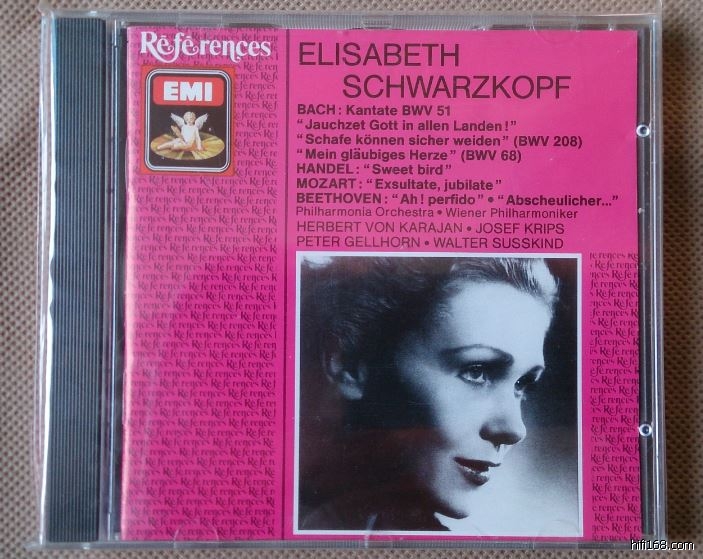 Références
EMI
ELISABETH
SCHWARZKOPF
BACH : Kantate BWV 51
“Jauchzet Gott in allen Landen!”
“Schafe können sicher weiden” (BWV 208)
“Mein gläubiges Herze” (BWV 68)
HANDEL : “Sweet bird”
MOZART : “Exsultate, jubilate”
BEETHOVEN : “Ah! perfido” • “Abscheulicher...”
Philharmonia Orchestra • Wiener Philharmoniker
HERBERT VON KARAJAN • JOSEF KRIPS
PETER GELLHORN • WALTER SUSSKIND
hifi168.com